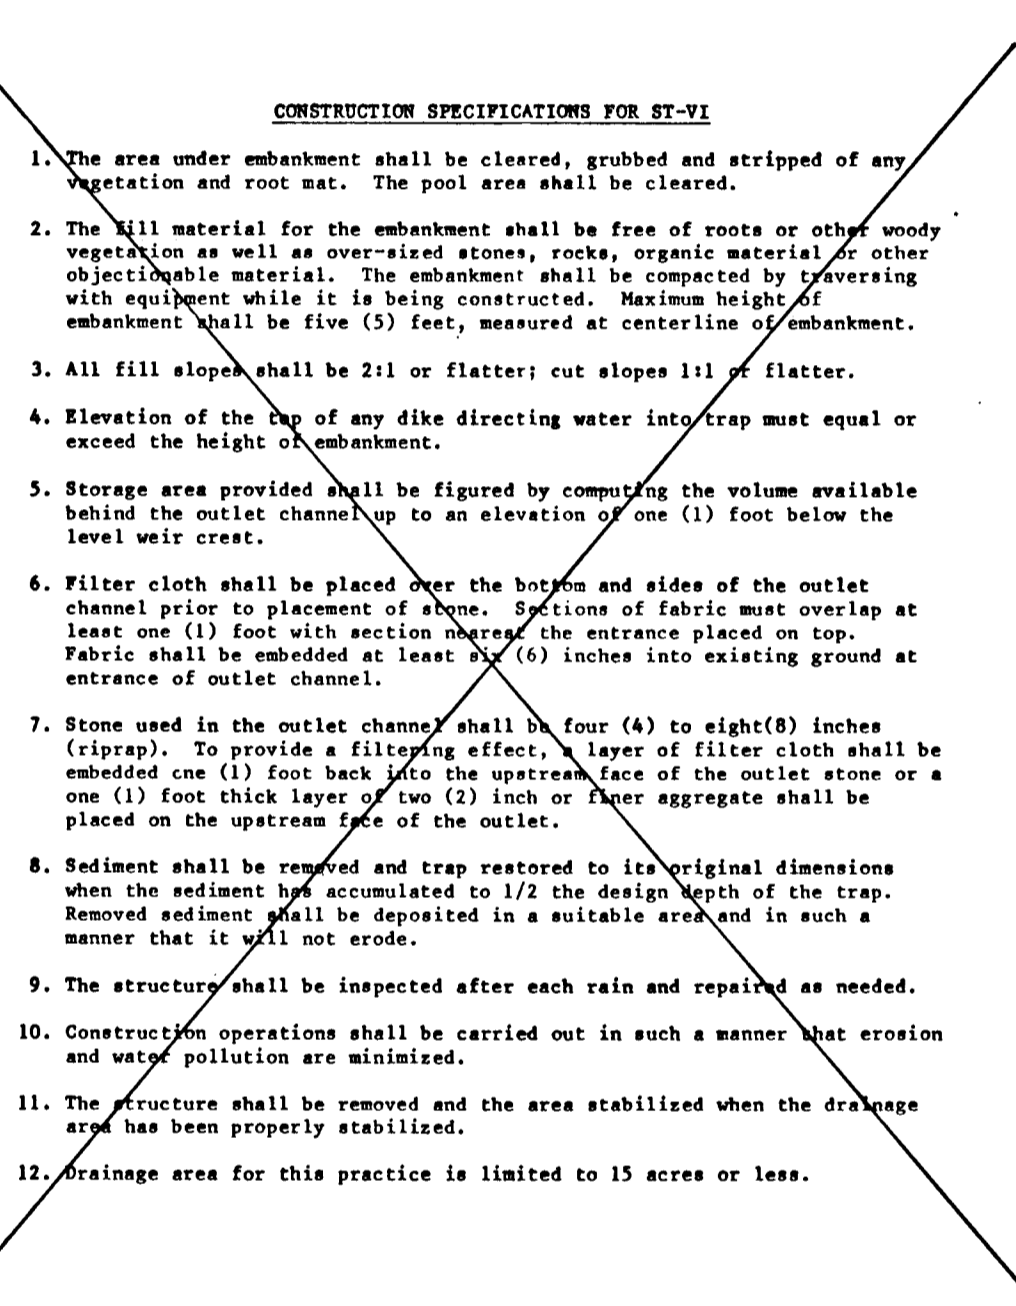 CONSTRUCTION SPECIFICATIONS FOR ST-VI
1. The area under embankment shall be cleared, grubbed and stripped of any
vegetation and root mat. The pool area shall be cleared.
2. The fill material for the embankment shall be free of roots or other woody
vegetation as well as over-sized stones, rocks, organic material or other
objectionqable material. The embankment shall be compacted by traversing
with equipment while it is being constructed. Maximum height of
embankment shall be five (5) feet, measured at centerline of embankment.
3. All fill slopes shall be 2:1 or flatter; cut slopes 1:1 or flatter.
4. Elevation of the top of any dike directing water into trap must equal or
exceed the height of embankment.
5. Storage area provided shall be figured by computing the volume available
behind the outlet channel up to an elevation of one (1) foot below the
level weir crest.
6. Filter cloth shall be placed over the bottom and sides of the outlet
channel prior to placement of stone. Sections of fabric must overlap at
least one (1) foot with section nearest the entrance placed on top.
Fabric shall be embedded at least six (6) inches into existing ground at
entrance of outlet channel.
7. Stone used in the outlet channel shall be four (4) to eight(8) inches
(riprap). To provide a filtering effect, a layer of filter cloth shall be
embedded cne (1) foot back into the upstream face of the outlet stone or a
one (1) foot thick layer of two (2) inch or finer aggregate shall be
placed on the upstream face of the outlet.
8. Sediment shall be removed and trap restored to its original dimensions
when the sediment has accumulated to 1/2 the design depth of the trap.
Removed sediment shall be deposited in a suitable area and in such a
manner that it will not erode.
9. The structure shall be inspected after each rain and repaired as needed.
10. Construction operations shall be carried out in such a manner that erosion
and water pollution are minimized.
11. The structure shall be removed and the area stabilized when the drainage
area has been properly stabilized.
12. Drainage area for this practice is limited to 15 acres or less.